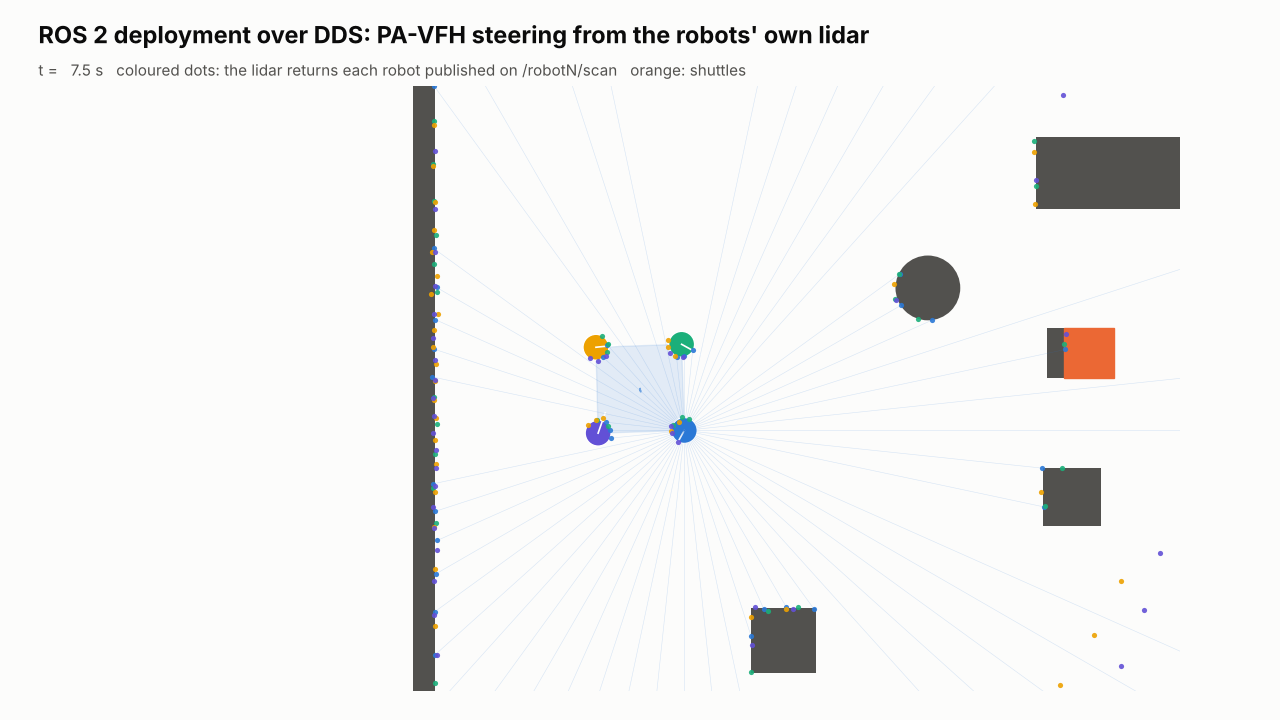 ROS 2 deployment over DDS: PA-VFH steering from the robots' own lidar
t = 7.5 s coloured dots: the lidar returns each robot published on /robotN/scan orange: shuttles